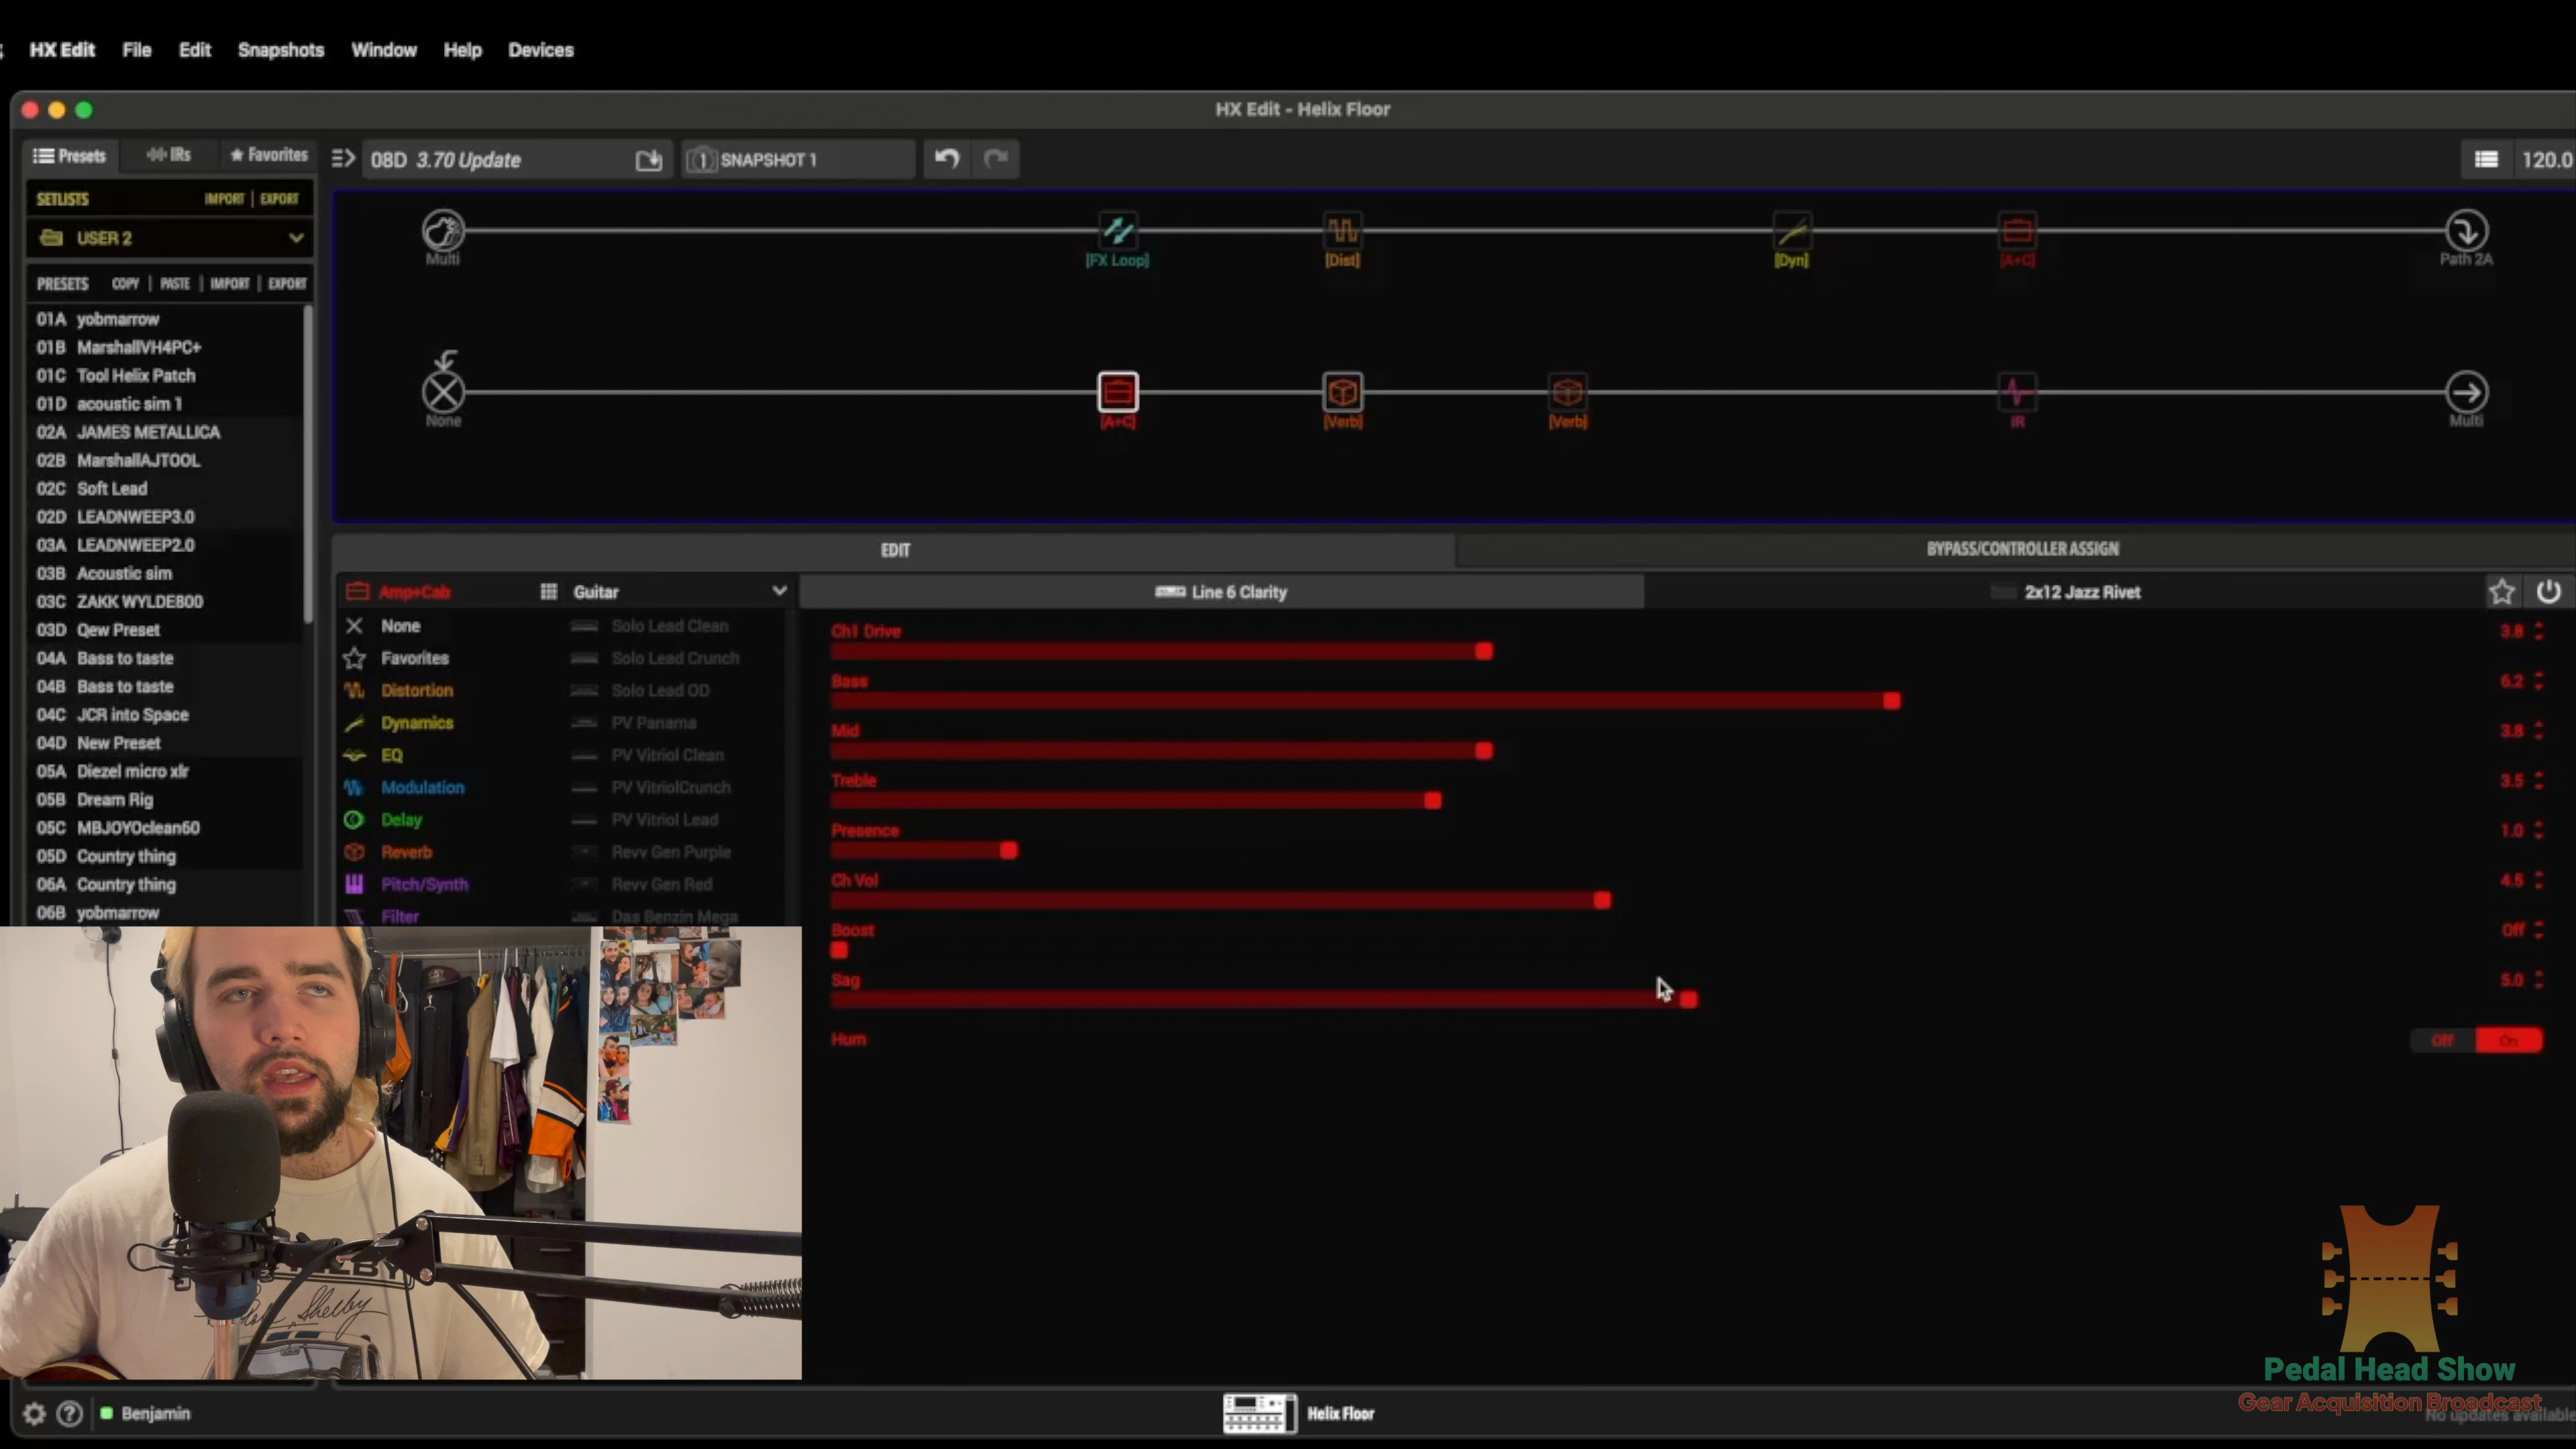 HX Edit File Edit Snapshots Window Help Devices
HX Edit - Helix Floor
Presets IRs Favorites
08D 3.70 Update
1 SNAPSHOT 1
120.0
SETLISTS IMPORT | EXPORT
USER 2
PRESETS COPY | PASTE | IMPORT | EXPORT
01A yobmarrow
01B MarshallVH4PC+
01C Tool Helix Patch
01D acoustic sim 1
02A JAMES METALLICA
02B MarshallAJTOOL
02C Soft Lead
02D LEADNWEEP3.0
03A LEADNWEEP2.0
03B Acoustic sim
03C ZAKK WYLDE800
03D Qew Preset
04A Bass to taste
04B Bass to taste
04C JCR into Space
04D New Preset
05A Diezel micro xlr
05B Dream Rig
05C MBJOYOclean60
05D Country thing
06A Country thing
06B yobmarrow
Multi [FX Loop] [Dist] [Dyn] [A+C] Path 2A
None [A+C] [Verb] [Verb] IR Multi
EDIT BYPASS/CONTROLLER ASSIGN
Amp+Cab Guitar
Line 6 Clarity 2x12 Jazz Rivet
None
Favorites
Distortion
Dynamics
EQ
Modulation
Delay
Reverb
Pitch/Synth
Filter
Solo Lead Clean
Solo Lead Crunch
Solo Lead OD
PV Panama
PV Vitriol Clean
PV VitriolCrunch
PV Vitriol Lead
Revv Gen Purple
Revv Gen Red
Das Benzin Mega
Ch1 Drive 3.8
Bass 6.2
Mid 3.8
Treble 3.5
Presence 1.0
Ch Vol 4.5
Boost Off
Sag 5.0
Hum Off On
Shelby
Pedal Head Show
Gear Acquisition Broadcast
No updates available
Benjamin
Helix Floor